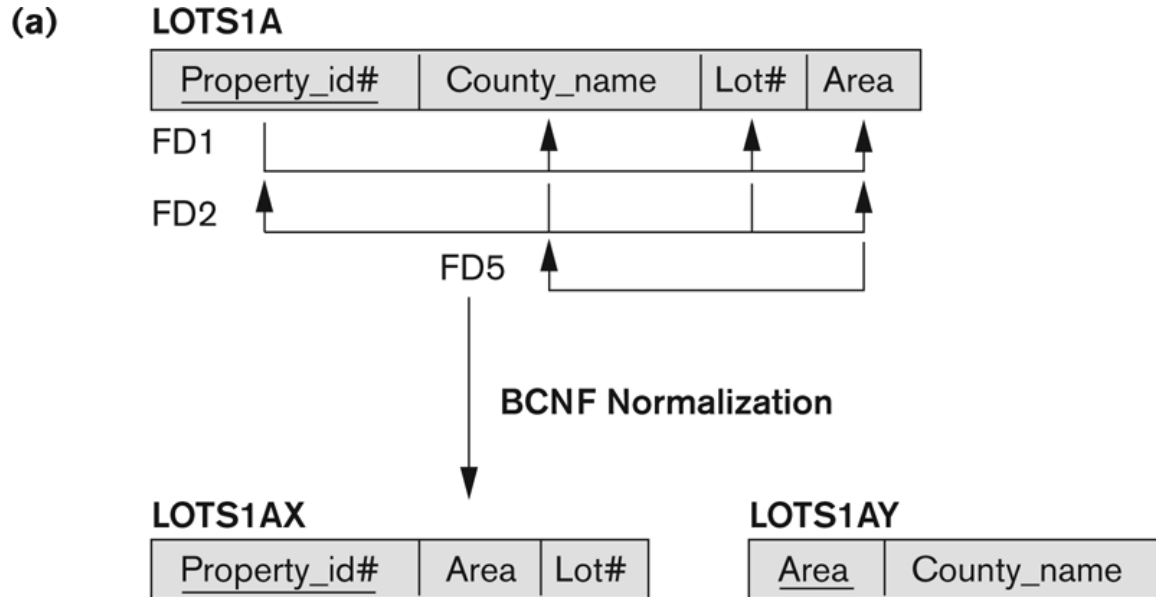 (a) LOTS1A
Property_id# County_name Lot# Area
FD1
FD2
FD5
BCNF Normalization
LOTS1AX LOTS1AY
Property_id# Area Lot# Area County_name